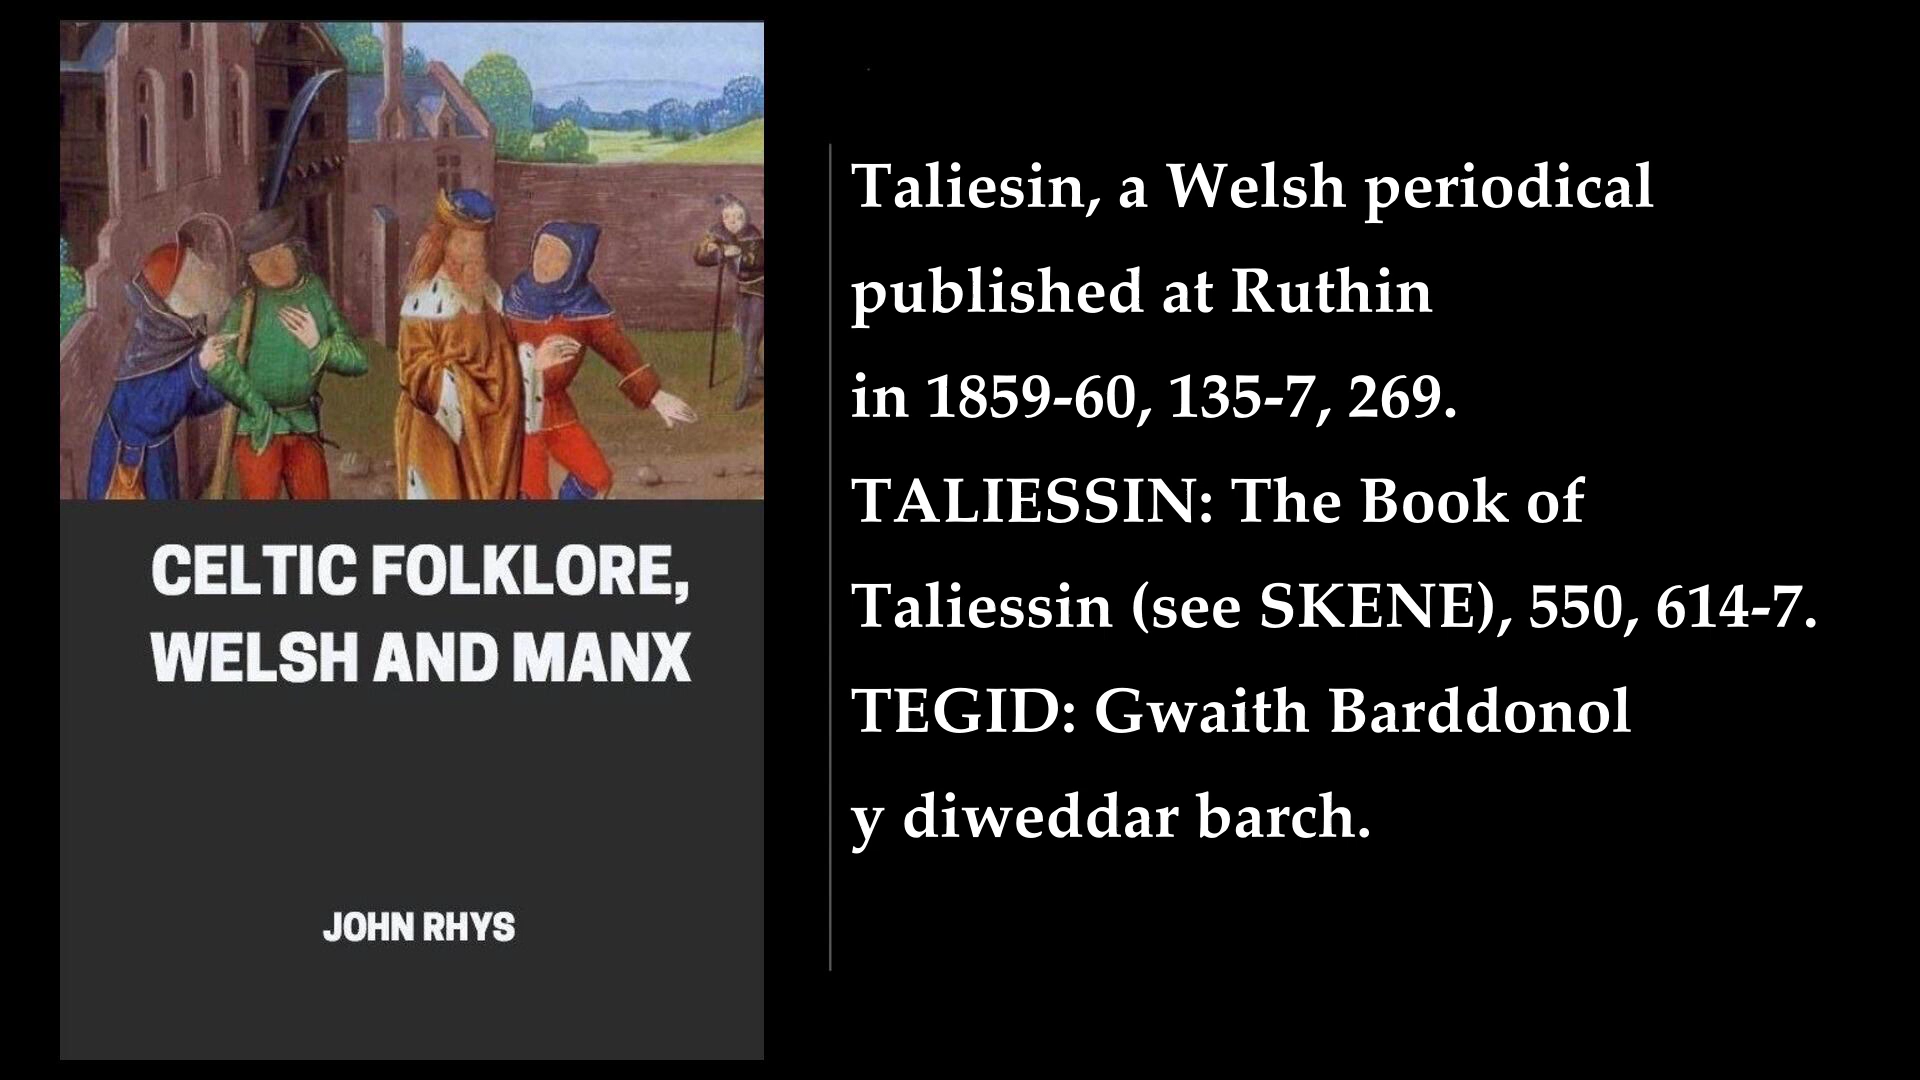 CELTIC FOLKLORE,
WELSH AND MANX
JOHN RHYS
Taliesin, a Welsh periodical
published at Ruthin
in 1859-60, 135-7, 269.
TALIESSIN: The Book of
Taliessin (see SKENE), 550, 614-7.
TEGID: Gwaith Barddonol
y diweddar barch.